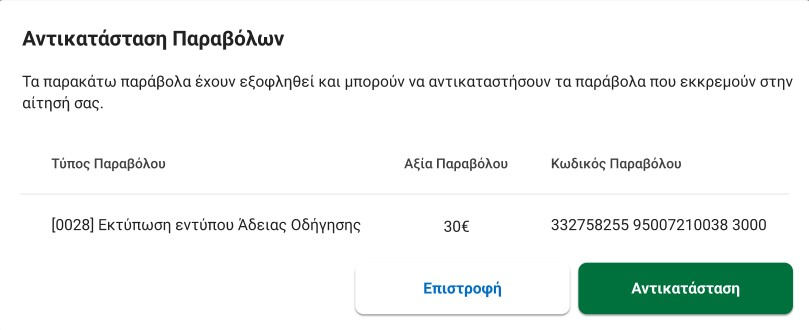 Αντικατάσταση Παραβόλων
Τα παρακάτω παράβολα έχουν εξοφληθεί και μπορούν να αντικαταστήσουν τα παράβολα που εκκρεμούν στην
αίτησή σας.
Τύπος Παραβόλου Αξία Παραβόλου Κωδικός Παραβόλου
[0028] Εκτύπωση εντύπου Άδειας Οδήγησης 30€ 332758255 95007210038 3000
Επιστροφή Αντικατάσταση